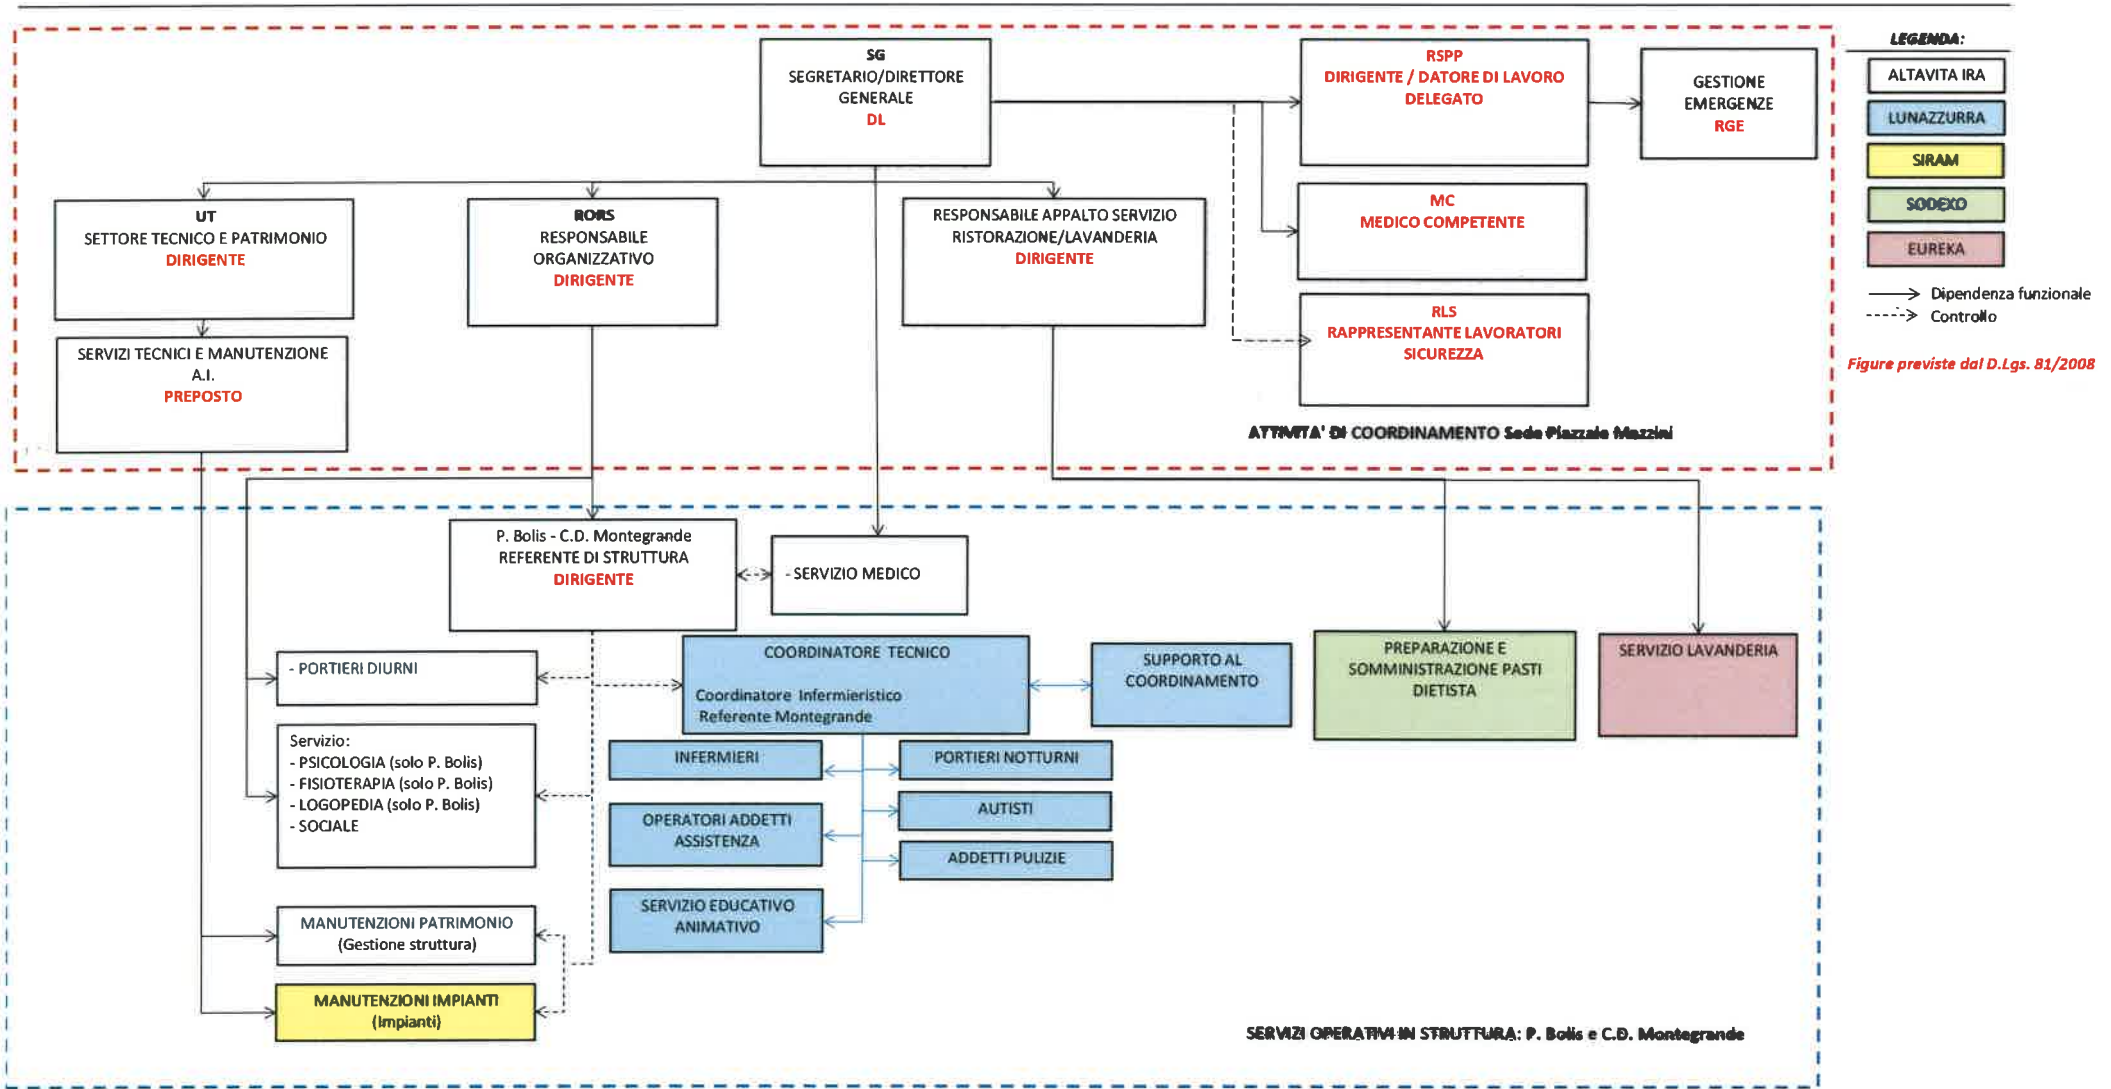 SG
SEGRETARIO/DIRETTORE
GENERALE
DL
RSPP
DIRIGENTE / DATORE DI LAVORO
DELEGATO
GESTIONE
EMERGENZE
RGE
MC
MEDICO COMPETENTE
RLS
RAPPRESENTANTE LAVORATORI
SICUREZZA
UT
SETTORE TECNICO E PATRIMONIO
DIRIGENTE
RORS
RESPONSABILE
ORGANIZZATIVO
DIRIGENTE
RESPONSABILE APPALTO SERVIZIO
RISTORAZIONE/LAVANDERIA
DIRIGENTE
SERVIZI TECNICI E MANUTENZIONE
A.I.
PREPOSTO
ATTIVITA' DI COORDINAMENTO Sede Piazzale Mazzini
LEGENDA:
ALTAVITA IRA
LUNAZZURRA
SIRAM
SODEXO
EUREKA
Dipendenza funzionale
Controllo
Figure previste dal D.Lgs. 81/2008
P. Bolis - C.D. Montegrande
REFERENTE DI STRUTTURA
DIRIGENTE
- SERVIZIO MEDICO
- PORTIERI DIURNI
Servizio:
- PSICOLOGIA (solo P. Bolis)
- FISIOTERAPIA (solo P. Bolis)
- LOGOPEDIA (solo P. Bolis)
- SOCIALE
MANUTENZIONI PATRIMONIO
(Gestione struttura)
MANUTENZIONI IMPIANTI
(Impianti)
COORDINATORE TECNICO
Coordinatore Infermieristico
Referente Montegrande
SUPPORTO AL
COORDINAMENTO
INFERMIERI
OPERATORI ADDETTI
ASSISTENZA
SERVIZIO EDUCATIVO
ANIMATIVO
PORTIERI NOTTURNI
AUTISTI
ADDETTI PULIZIE
PREPARAZIONE E
SOMMINISTRAZIONE PASTI
DIETISTA
SERVIZIO LAVANDERIA
SERVIZI OPERATIVI IN STRUTTURA: P. Bolis e C.D. Montegrande